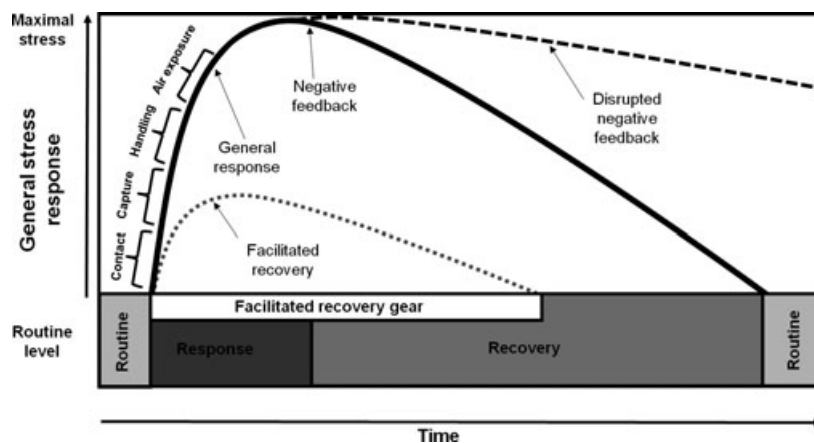 Maximal
stress
General stress
response
Contact
Capture
Handling
Air exposure
General
response
Negative
feedback
Disrupted
negative
feedback
Facilitated
recovery
Facilitated recovery gear
Routine
level
Routine
Response
Recovery
Routine
Time